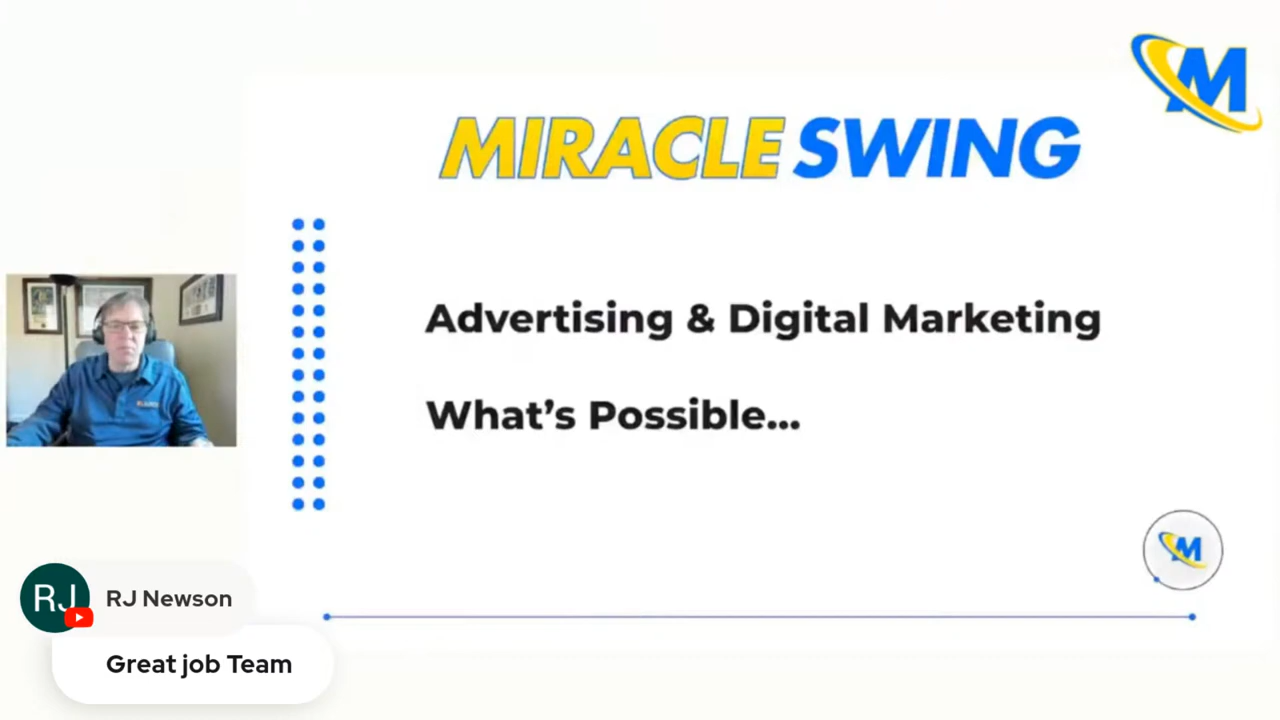 M
MIRACLE SWING
Advertising & Digital Marketing
What's Possible...
M
RJ
RJ Newson
Great job Team